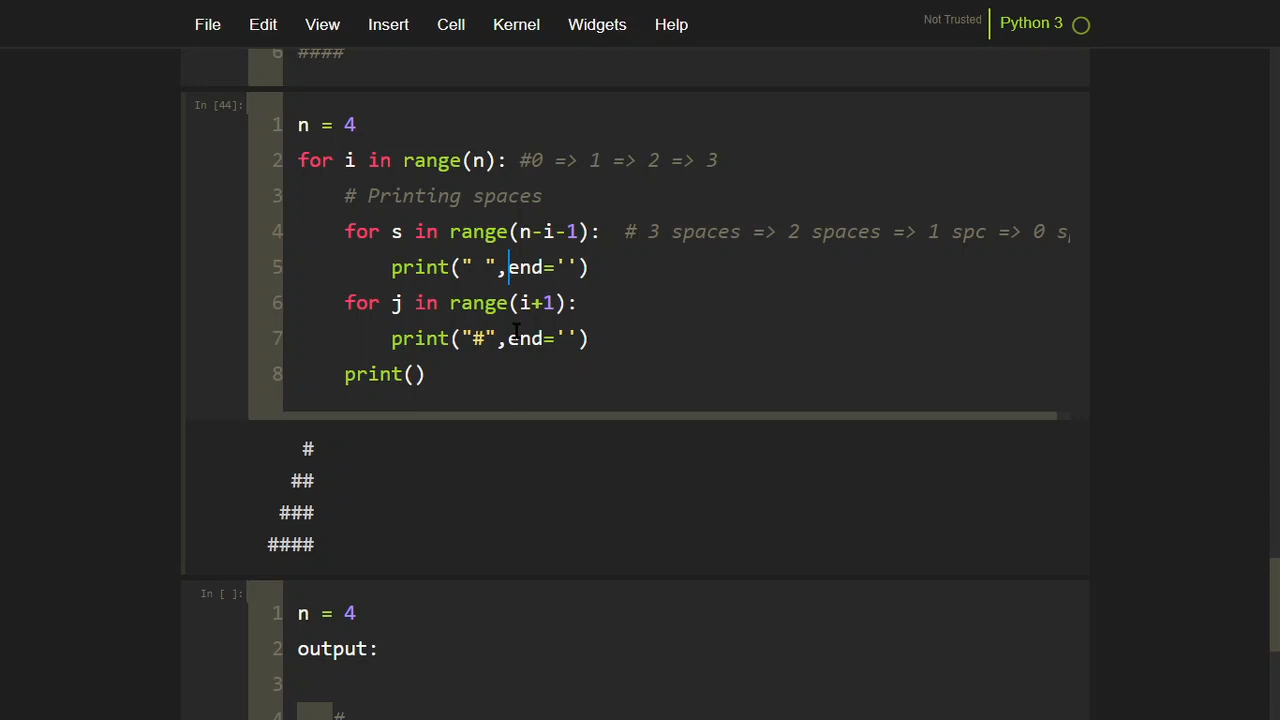 File Edit View Insert Cell Kernel Widgets Help Not Trusted Python 3
6 ####
In [44]:
1 n = 4
2 for i in range(n): #0 => 1 => 2 => 3
3     # Printing spaces
4     for s in range(n-i-1):  # 3 spaces => 2 spaces => 1 spc => 0
5         print(" ",end='')
6     for j in range(i+1):
7         print("#",end='')
8     print()
   #
  ##
 ###
####
In [ ]:
1 n = 4
2 output:
3
4    #